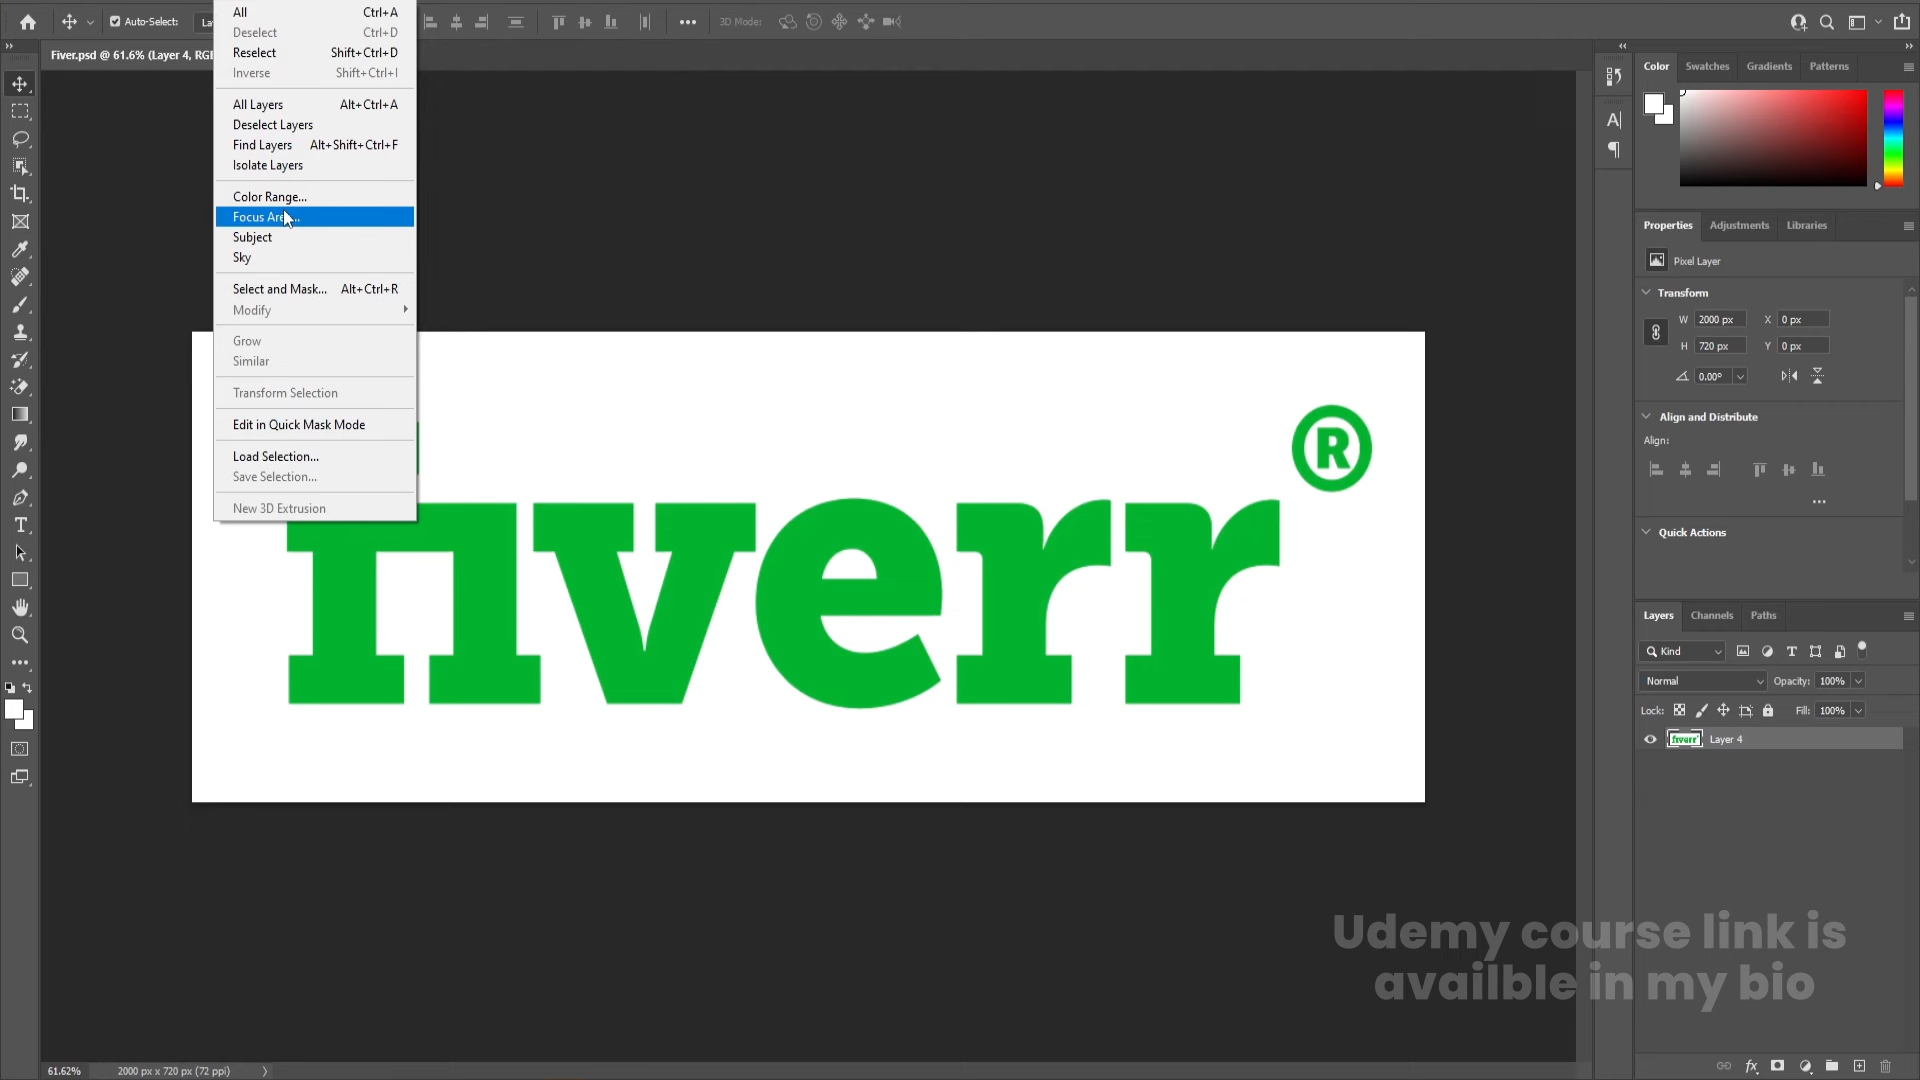 Auto-Select:
3D Mode:
Fiver.psd @ 61.6% (Layer 4, RG
All Ctrl+A
Deselect Ctrl+D
Reselect Shift+Ctrl+D
Inverse Shift+Ctrl+I
All Layers Alt+Ctrl+A
Deselect Layers
Find Layers Alt+Shift+Ctrl+F
Isolate Layers
Color Range...
Focus Ar...
Subject
Sky
Select and Mask... Alt+Ctrl+R
Modify
Grow
Similar
Transform Selection
Edit in Quick Mask Mode
Load Selection...
Save Selection...
New 3D Extrusion
fiverr®
Color Swatches Gradients Patterns
Properties Adjustments Libraries
Pixel Layer
Transform
W 2000 px X 0 px
H 720 px Y 0 px
0.00°
Align and Distribute
Align:
Quick Actions
Layers Channels Paths
Kind
Normal Opacity: 100%
Lock: Fill: 100%
fiverr Layer 4
Udemy course link is
availble in my bio
61.62% 2000 px x 720 px (72 ppi)